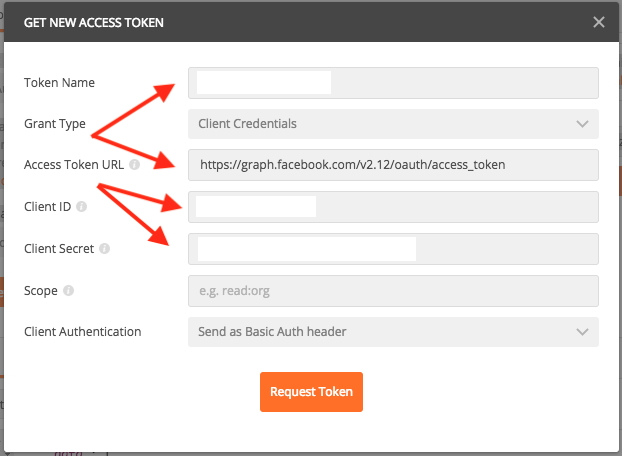 GET NEW ACCESS TOKEN
Token Name
Grant Type
Client Credentials
Access Token URL
https://graph.facebook.com/v2.12/oauth/access_token
Client ID
Client Secret
Scope
e.g. read:org
Client Authentication
Send as Basic Auth header
Request Token